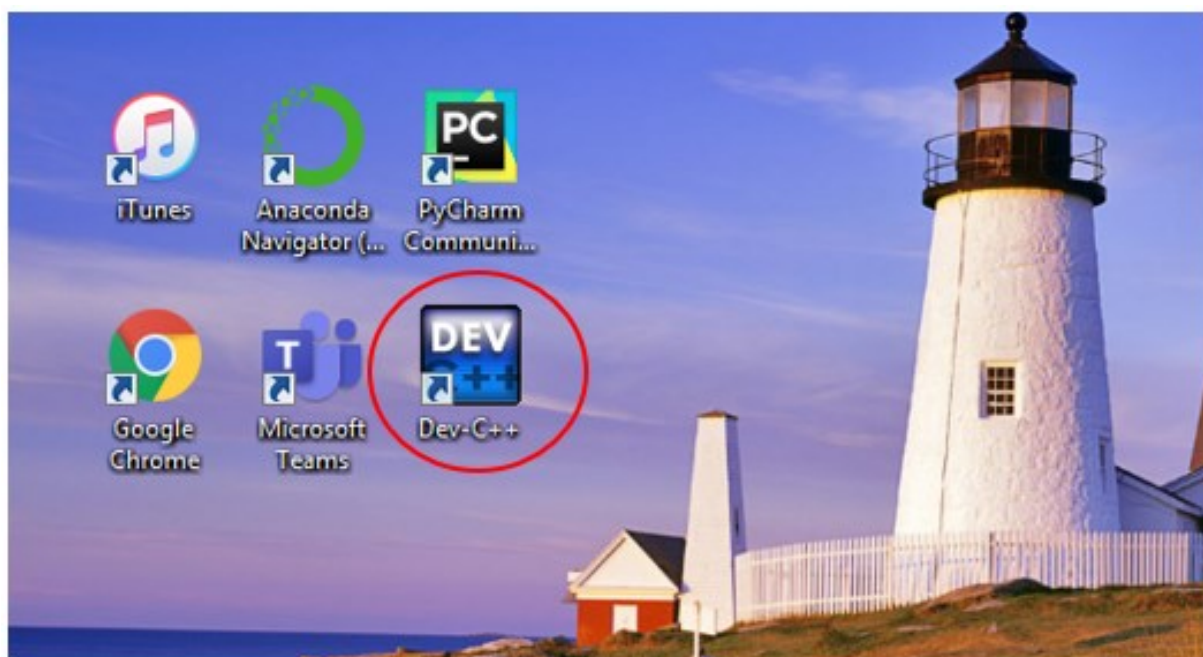 iTunes
Anaconda
Navigator (...
PC
PyCharm
Communi...
Google
Chrome
T
Microsoft
Teams
DEV
C++
Dev-C++